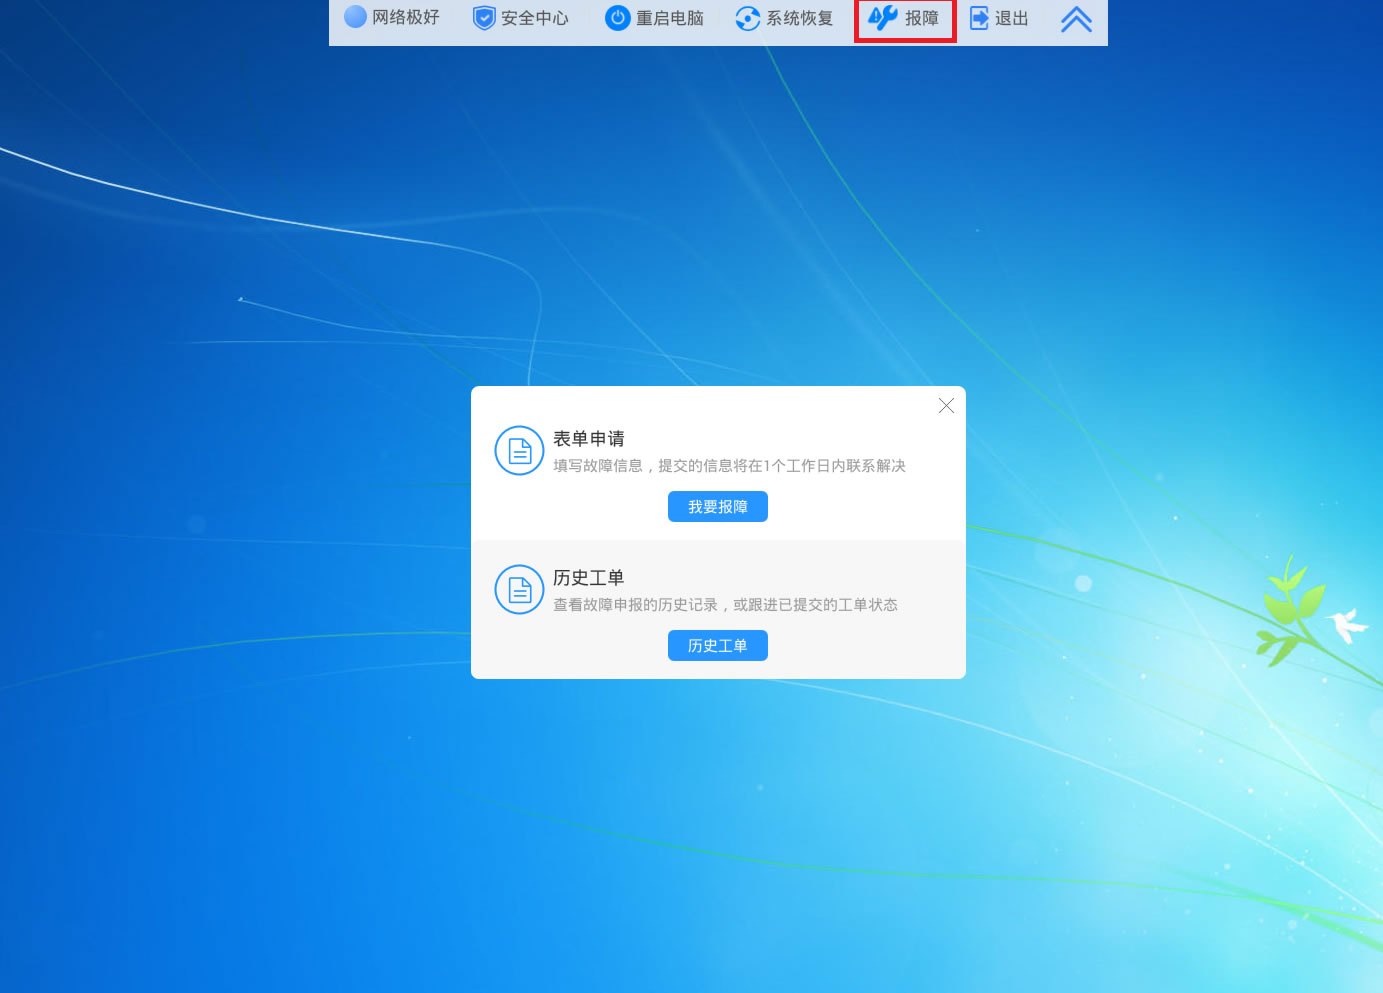 网络极好 安全中心 重启电脑 系统恢复 报障 退出
表单申请
填写故障信息，提交的信息将在1个工作日内联系解决
我要报障
历史工单
查看故障申报的历史记录，或跟进已提交的工单状态
历史工单